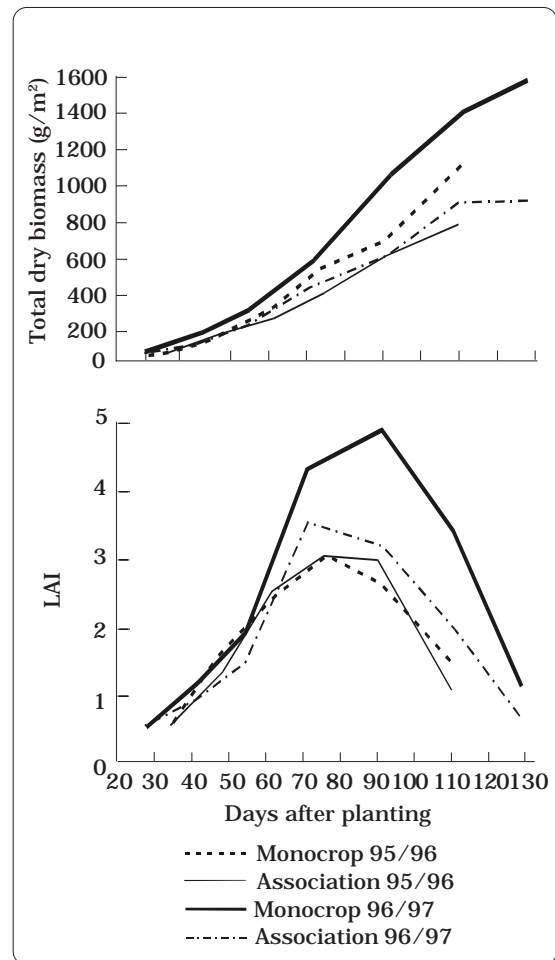 Total dry biomass (g/m²)
1600
1400
1200
1000
800
600
400
200
0
LAI
5
4
3
2
1
0
20 30 40 50 60 70 80 90 100 110 120 130
Days after planting
Monocrop 95/96
Association 95/96
Monocrop 96/97
Association 96/97